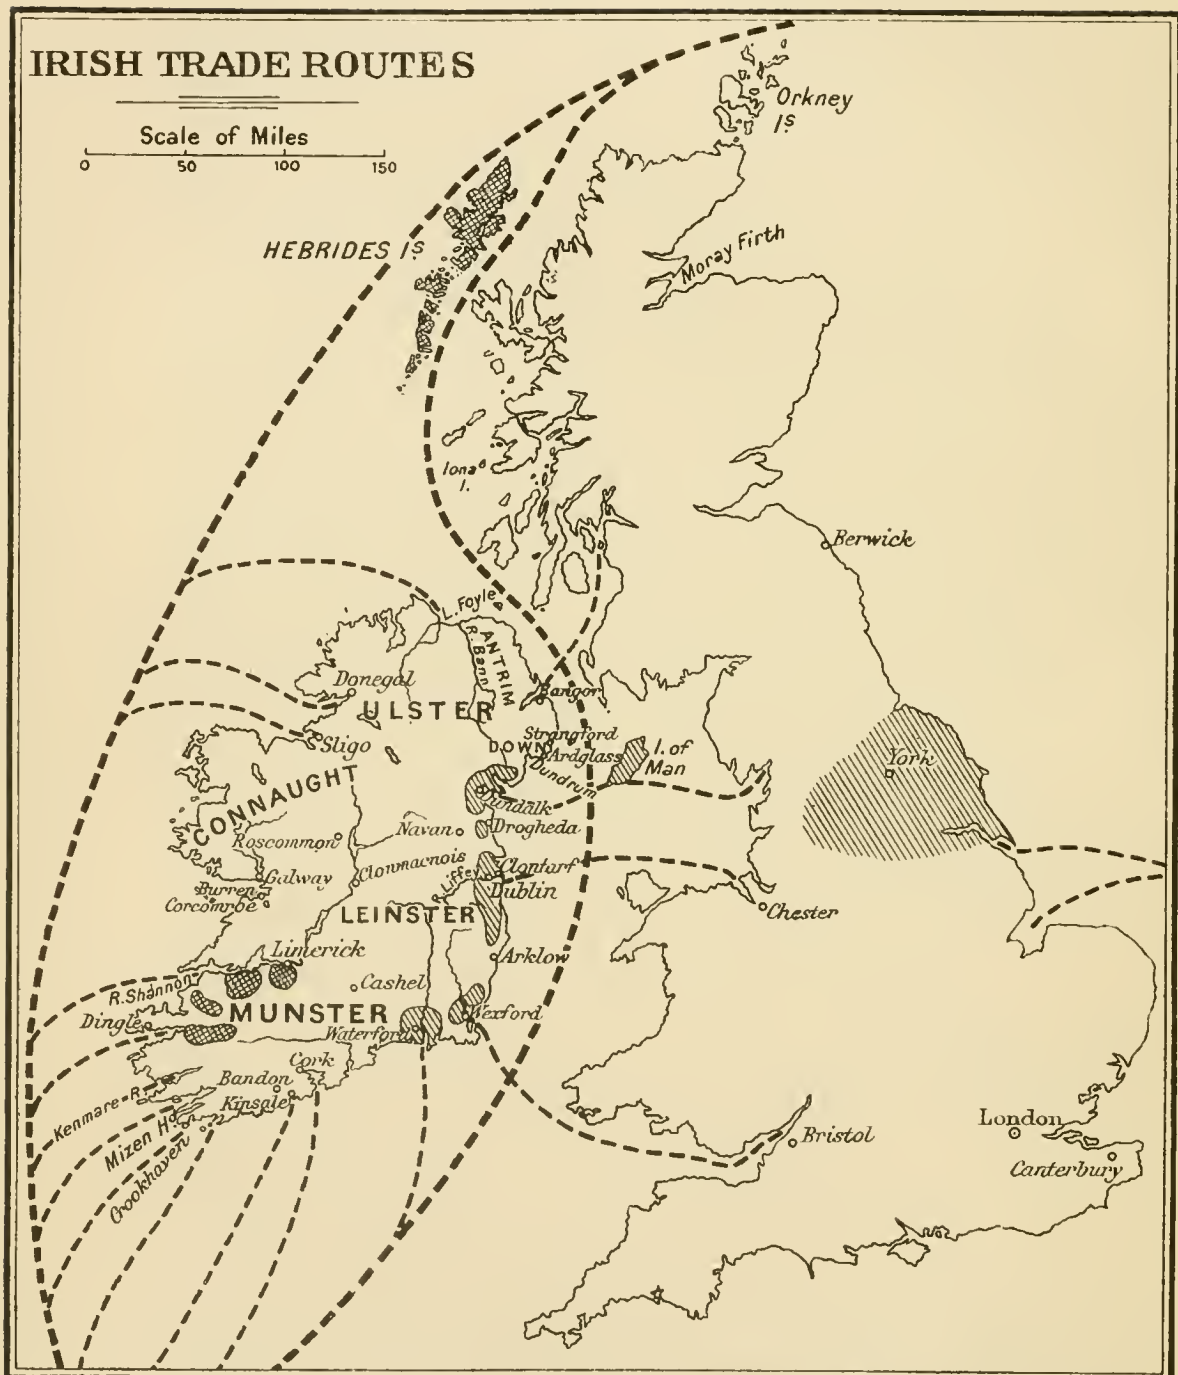 IRISH TRADE ROUTES
Scale of Miles
0 50 100 150
Orkney
Is
HEBRIDES Is
Moray Firth
Iona
I.
Berwick
L. Foyle
R. Bann
ANTRIM
Donegal
Bangor
ULSTER
Strangford
Sligo
DOWN
Ardglass
I. of
Man
Dundrum
York
CONNAUGHT
Dundalk
Roscommon
Navan
Drogheda
Clonmacnois
Clontarf
Galway
R. Liffey
Dublin
Burren
Corcomroe
LEINSTER
Chester
Limerick
Arklow
R. Shannon
Cashel
MUNSTER
Wexford
Dingle
Waterford
Cork
Bandon
Kenmare R.
Kinsale
Mizen Hd
London
Bristol
Crookhaven
Canterbury